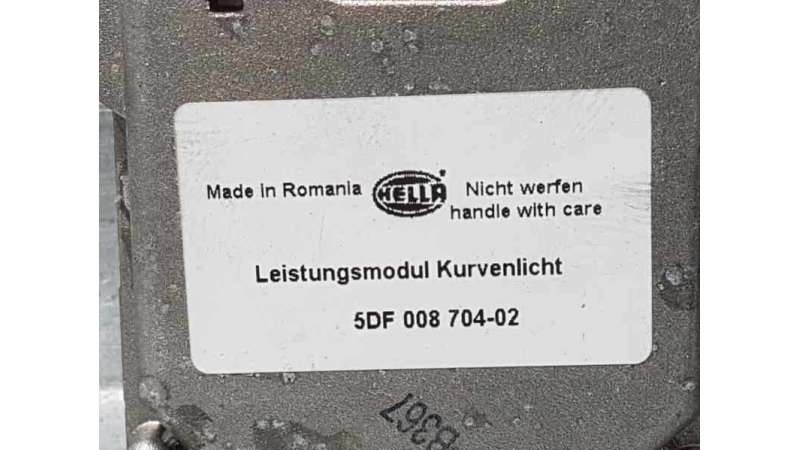 Made in Romania HELLA Nicht werfen
handle with care
Leistungsmodul Kurvenlicht
5DF 008 704-02
B367